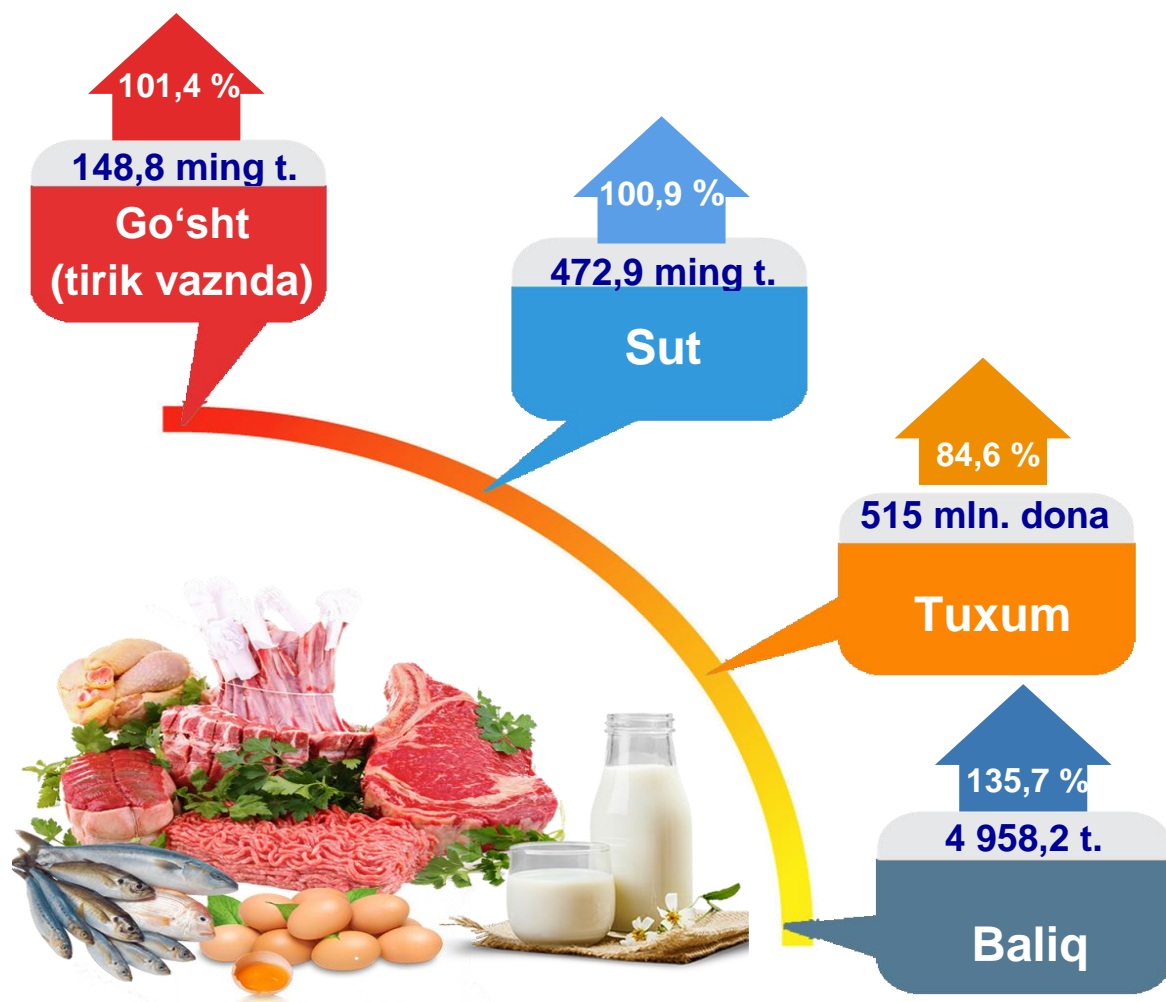 101,4 %
148,8 ming t.
Go‘sht
(tirik vaznda)
100,9 %
472,9 ming t.
Sut
84,6 %
515 mln. dona
Tuxum
135,7 %
4 958,2 t.
Baliq